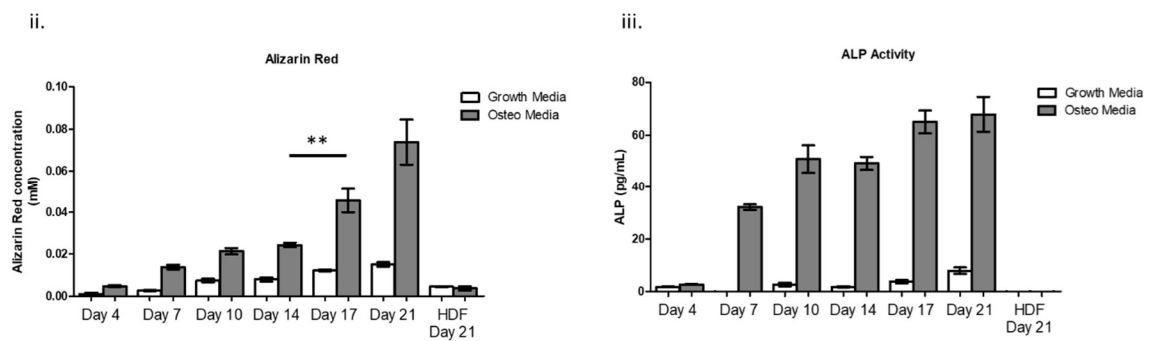 ii.
Alizarin Red
Alizarin Red concentration
(mM)
0.10
0.08
0.06
0.04
0.02
0.00
**
Growth Media
Osteo Media
Day 4
Day 7
Day 10
Day 14
Day 17
Day 21
HDF
Day 21
iii.
ALP Activity
ALP (pg/mL)
80
60
40
20
0
Growth Media
Osteo Media
Day 4
Day 7
Day 10
Day 14
Day 17
Day 21
HDF
Day 21